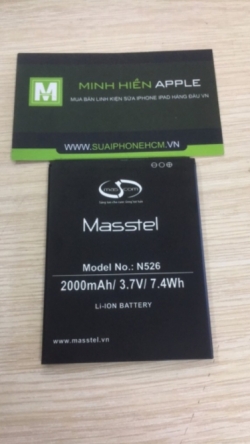 M
MINH HIỀN APPLE
MUA BÁN LINH KIỆN SỬA IPHONE IPAD HÀNG ĐẦU VN
WWW.SUAIPHONEHCM.VN
Masstel
Model No.: N526
2000mAh/ 3.7V/ 7.4Wh
Li-ION BATTERY
www.masstel.vn